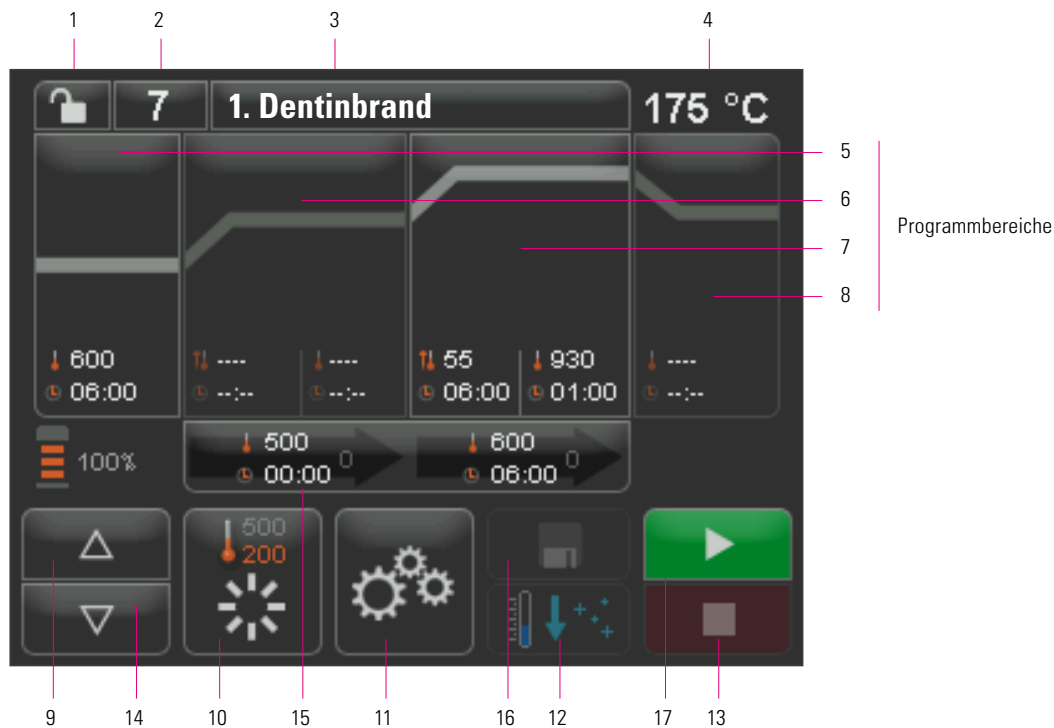 1 2 3 4
7 1. Dentinbrand 175 °C
5
6
Programmbereiche
7
8
600 ---- ---- 55 930 ----
06:00 --:-- --:-- 06:00 01:00 --:--
100%
500 0 600 0
00:00 06:00
500
200
9 14 10 15 11 16 12 17 13